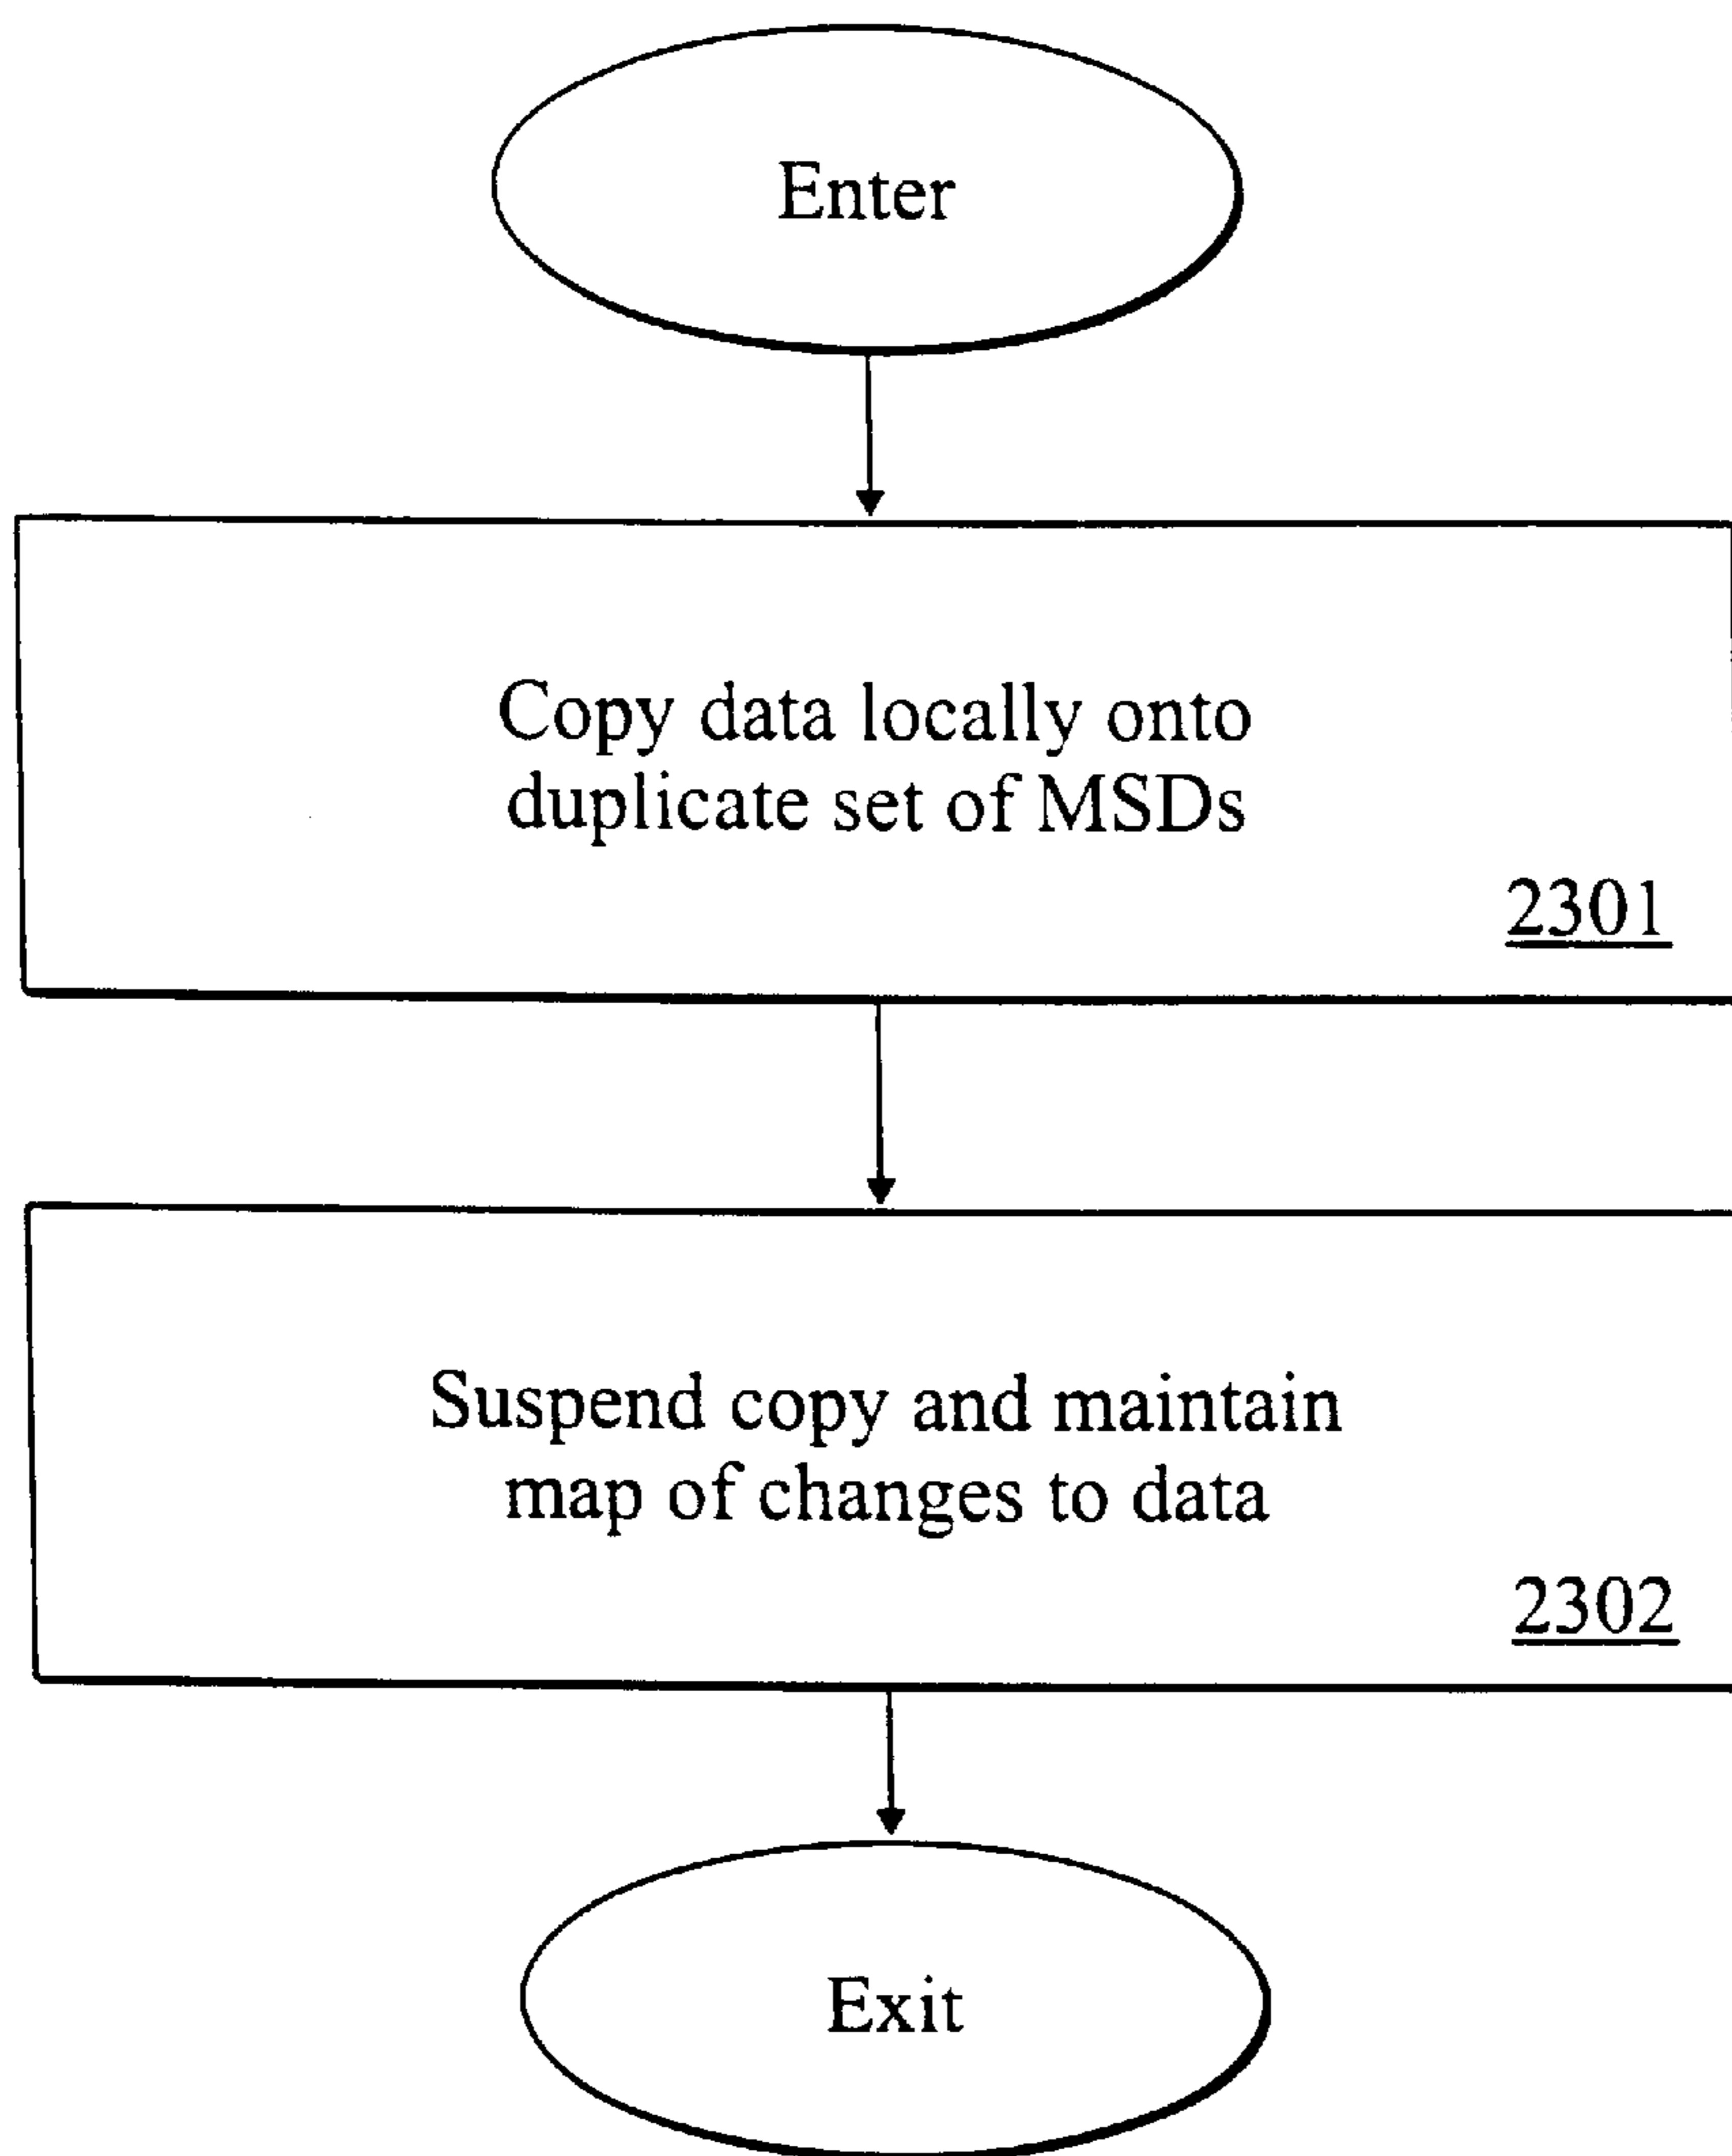 Enter
Copy data locally onto
duplicate set of MSDs
2301
Suspend copy and maintain
map of changes to data
2302
Exit